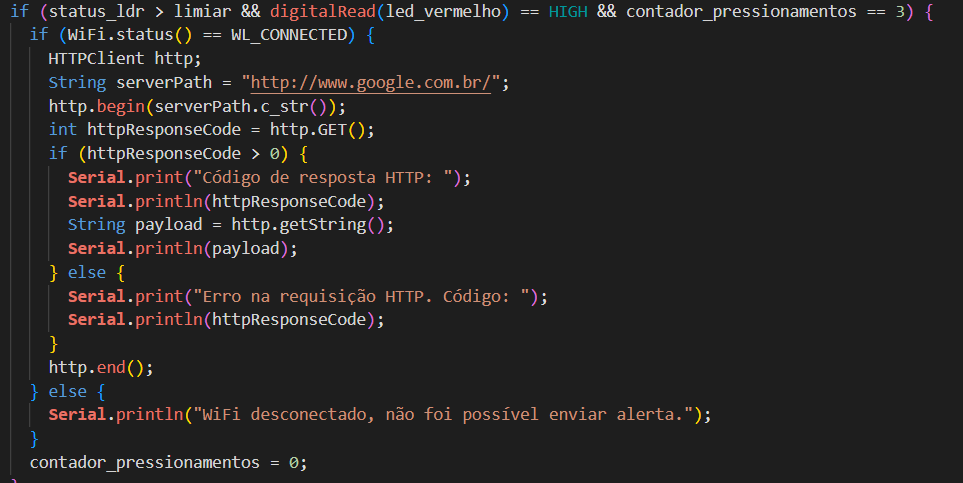 if (status_ldr > limiar && digitalRead(led_vermelho) == HIGH && contador_pressionamentos == 3) {
if (WiFi.status() == WL_CONNECTED) {
HTTPClient http;
String serverPath = "http://www.google.com.br/";
http.begin(serverPath.c_str());
int httpResponseCode = http.GET();
if (httpResponseCode > 0) {
Serial.print("Código de resposta HTTP: ");
Serial.println(httpResponseCode);
String payload = http.getString();
Serial.println(payload);
} else {
Serial.print("Erro na requisição HTTP. Código: ");
Serial.println(httpResponseCode);
}
http.end();
} else {
Serial.println("WiFi desconectado, não foi possível enviar alerta.");
}
contador_pressionamentos = 0;
}